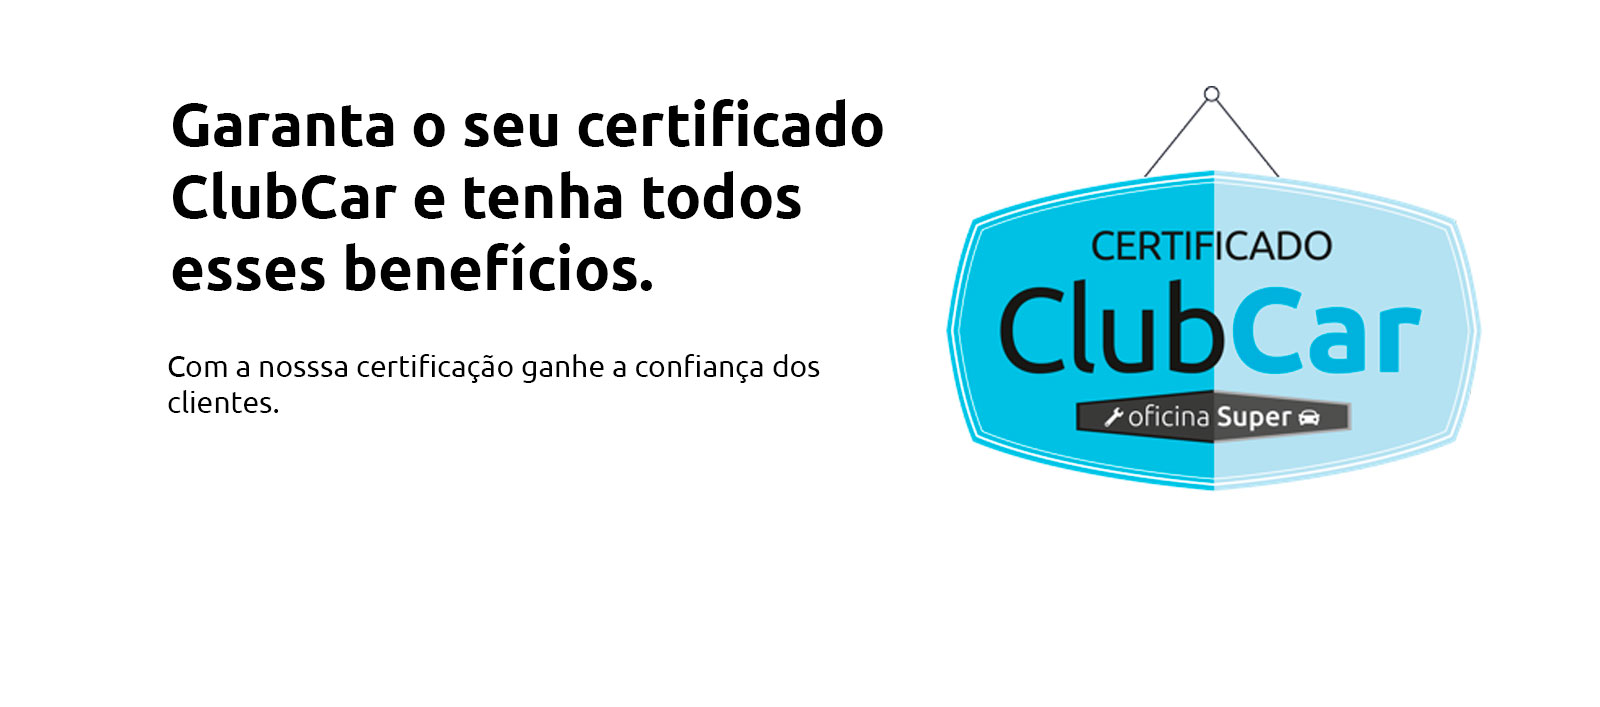 Garanta o seu certificado
ClubCar e tenha todos
esses benefícios.
Com a nosssa certificação ganhe a confiança dos
clientes.
CERTIFICADO
ClubCar
oficina Super